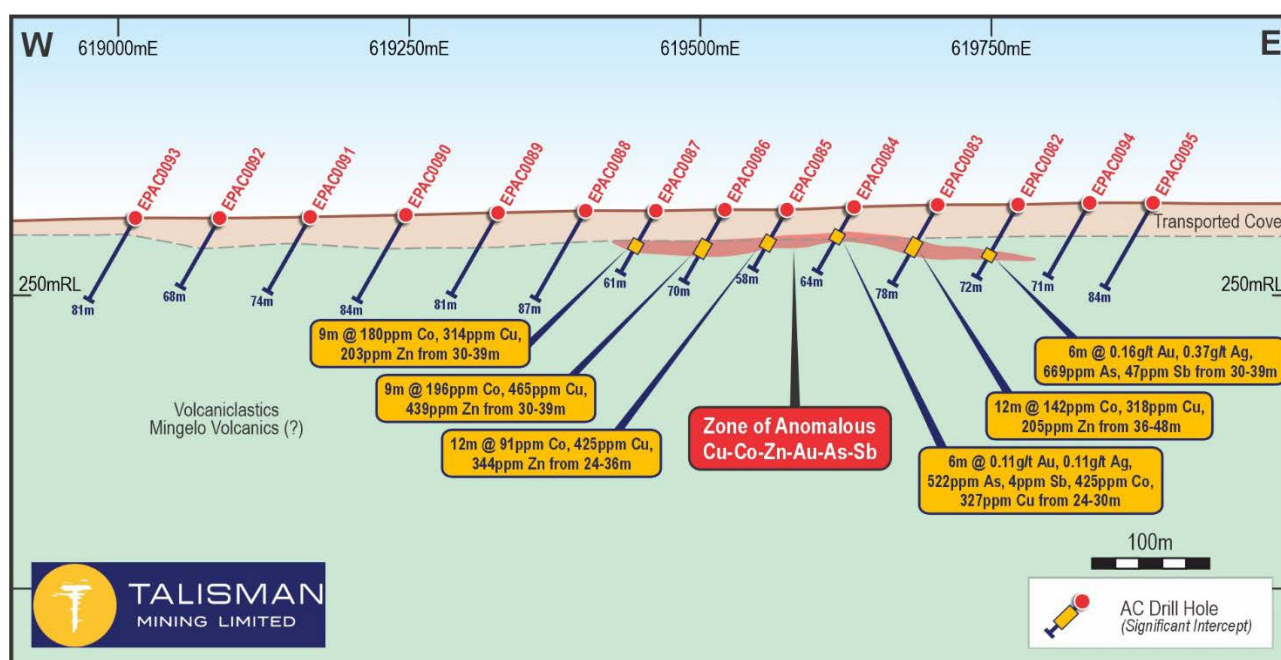 W
E
619000mE
619250mE
619500mE
619750mE
EPAC0093
EPAC0092
EPAC0091
EPAC0090
EPAC0089
EPAC0088
EPAC0087
EPAC0086
EPAC0085
EPAC0084
EPAC0083
EPAC0082
EPAC0094
EPAC0095
Transported Cove
250mRL
250mRL
81m
68m
74m
84m
81m
87m
61m
70m
58m
64m
78m
72m
71m
84m
9m @ 180ppm Co, 314ppm Cu,
203ppm Zn from 30-39m
9m @ 196ppm Co, 465ppm Cu,
439ppm Zn from 30-39m
12m @ 91ppm Co, 425ppm Cu,
344ppm Zn from 24-36m
Zone of Anomalous
Cu-Co-Zn-Au-As-Sb
6m @ 0.16g/t Au, 0.37g/t Ag,
669ppm As, 47ppm Sb from 30-39m
12m @ 142ppm Co, 318ppm Cu,
205ppm Zn from 36-48m
6m @ 0.11g/t Au, 0.11g/t Ag,
522ppm As, 4ppm Sb, 425ppm Co,
327ppm Cu from 24-30m
Volcaniclastics
Mingelo Volcanics (?)
100m
AC Drill Hole
(Significant Intercept)
TALISMAN
MINING LIMITED